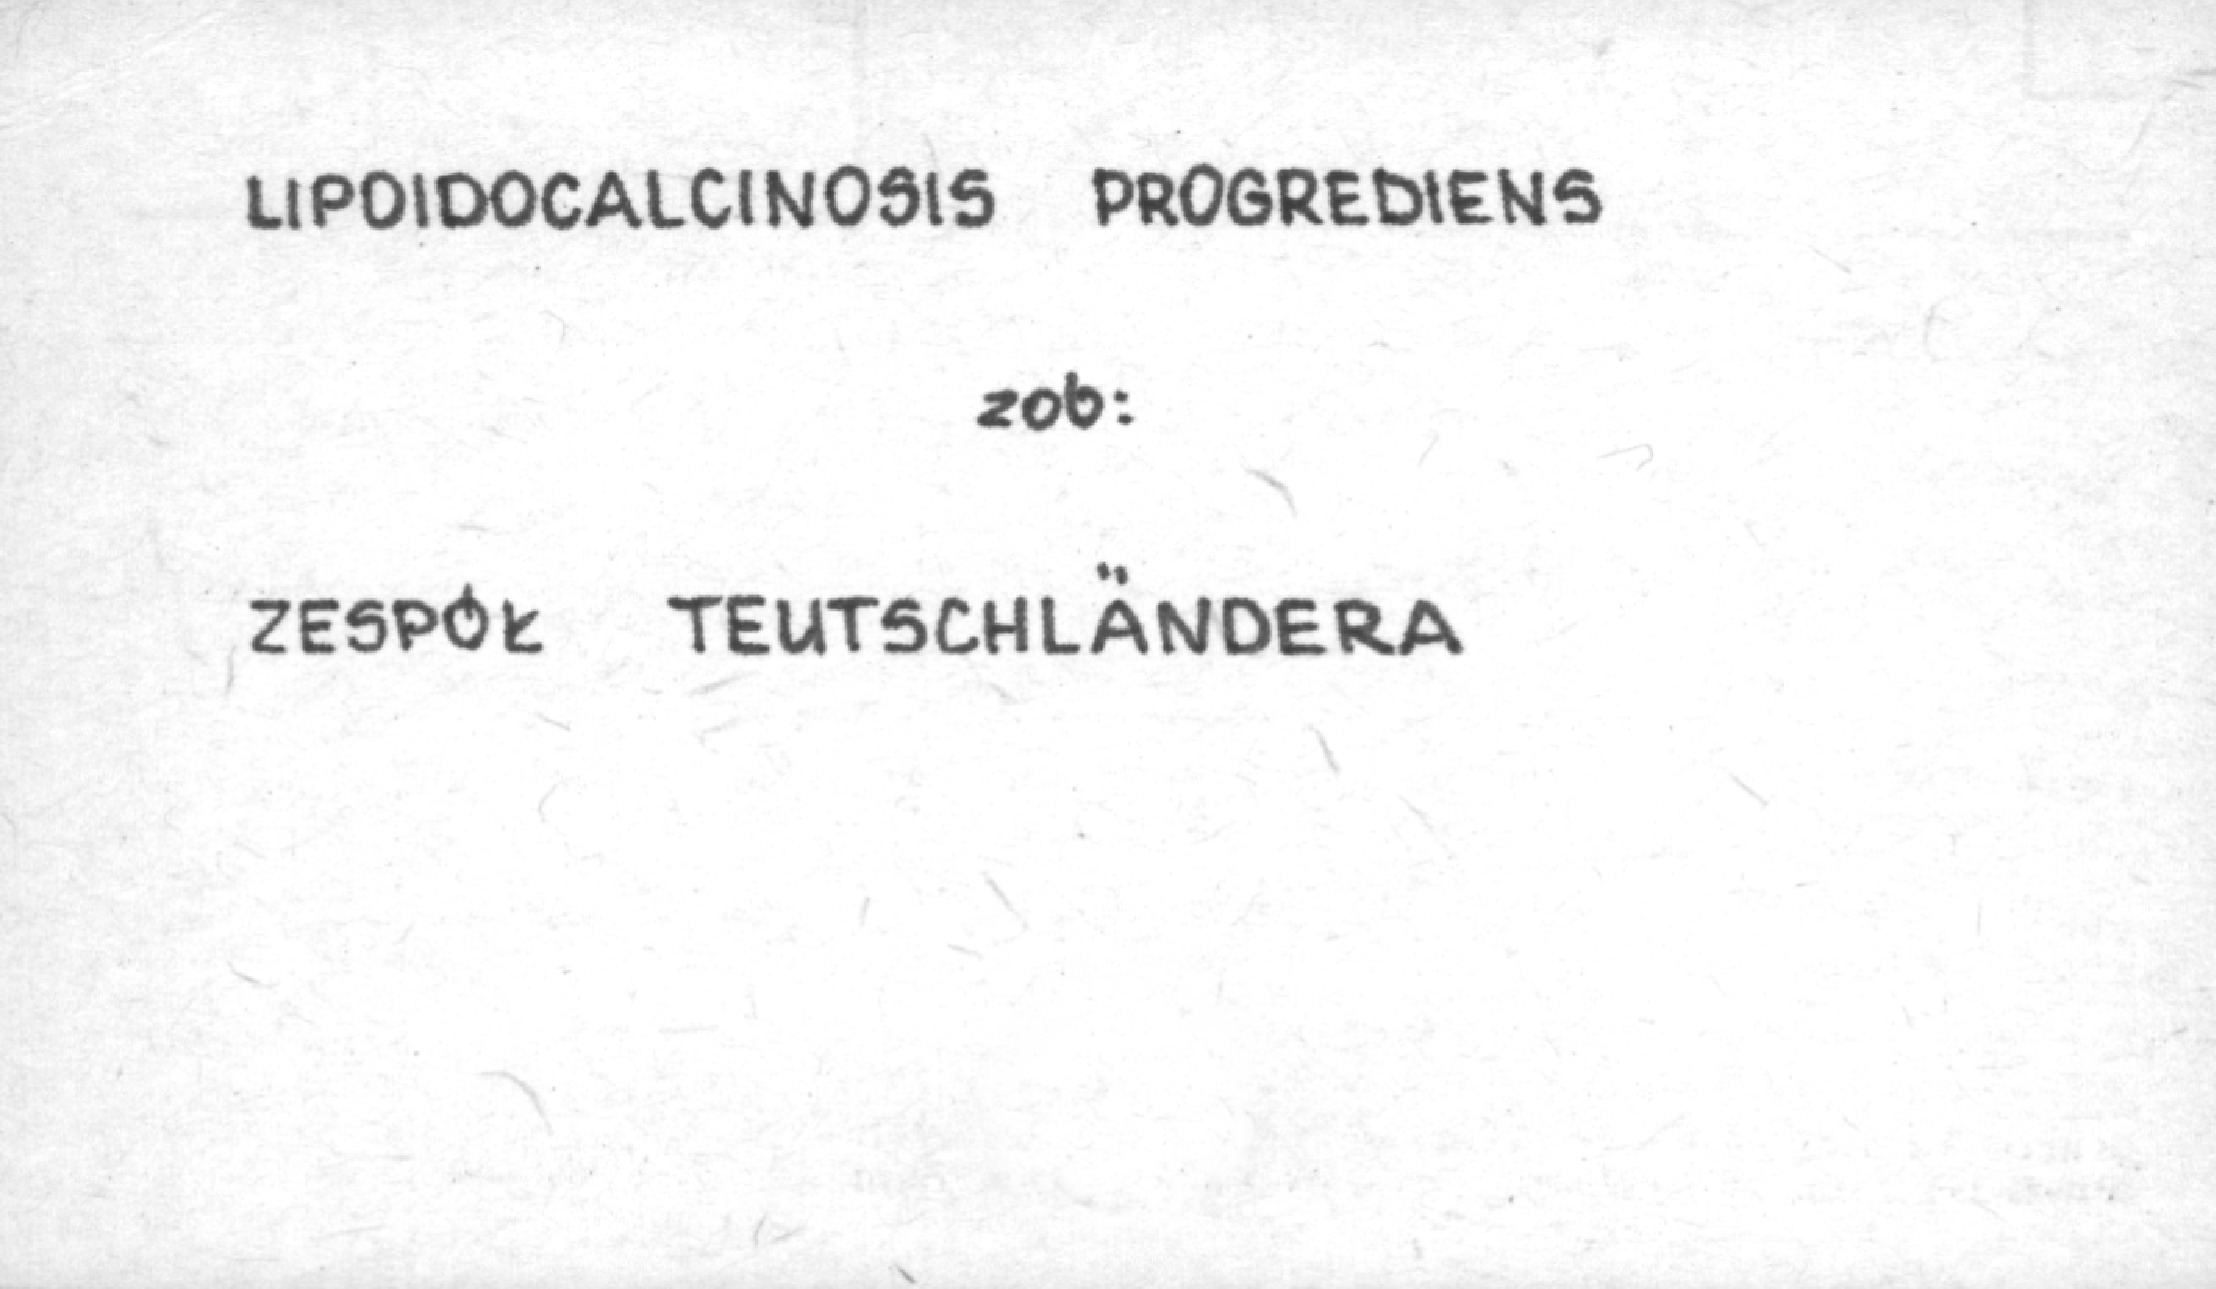 LIPOIDOCALCINOSIS PROGREDIENS
zob:
ZESPÓŁ TEUTSCHLÄNDERA